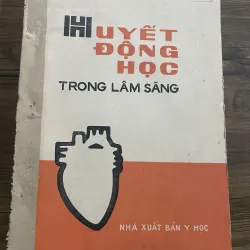 HUYẾT
ĐỘNG
HỌC
TRONG LÂM SÀNG
NHÀ XUẤT BẢN Y HỌC